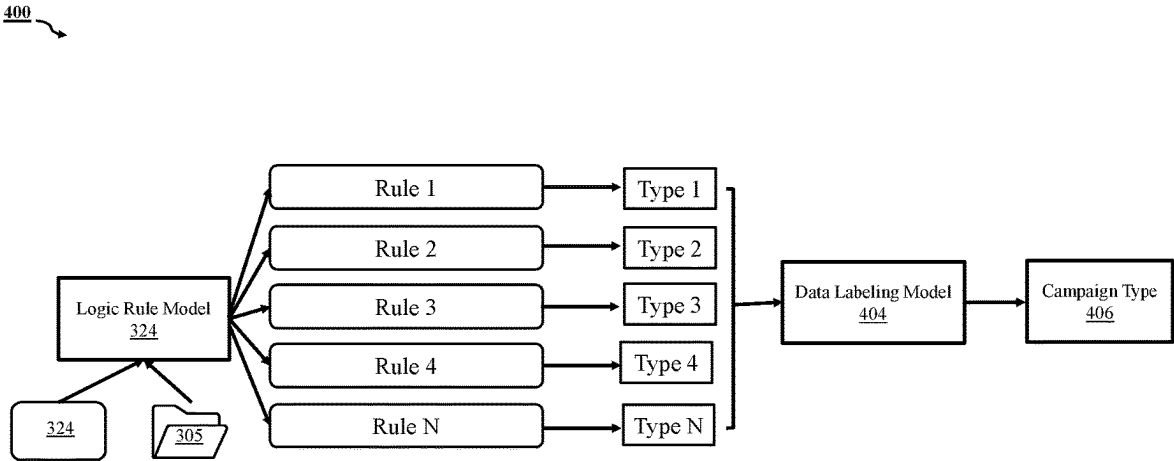 400
Rule 1
Type 1
Rule 2
Type 2
Logic Rule Model
324
Rule 3
Type 3
Data Labeling Model
404
Campaign Type
406
Rule 4
Type 4
324
305
Rule N
Type N